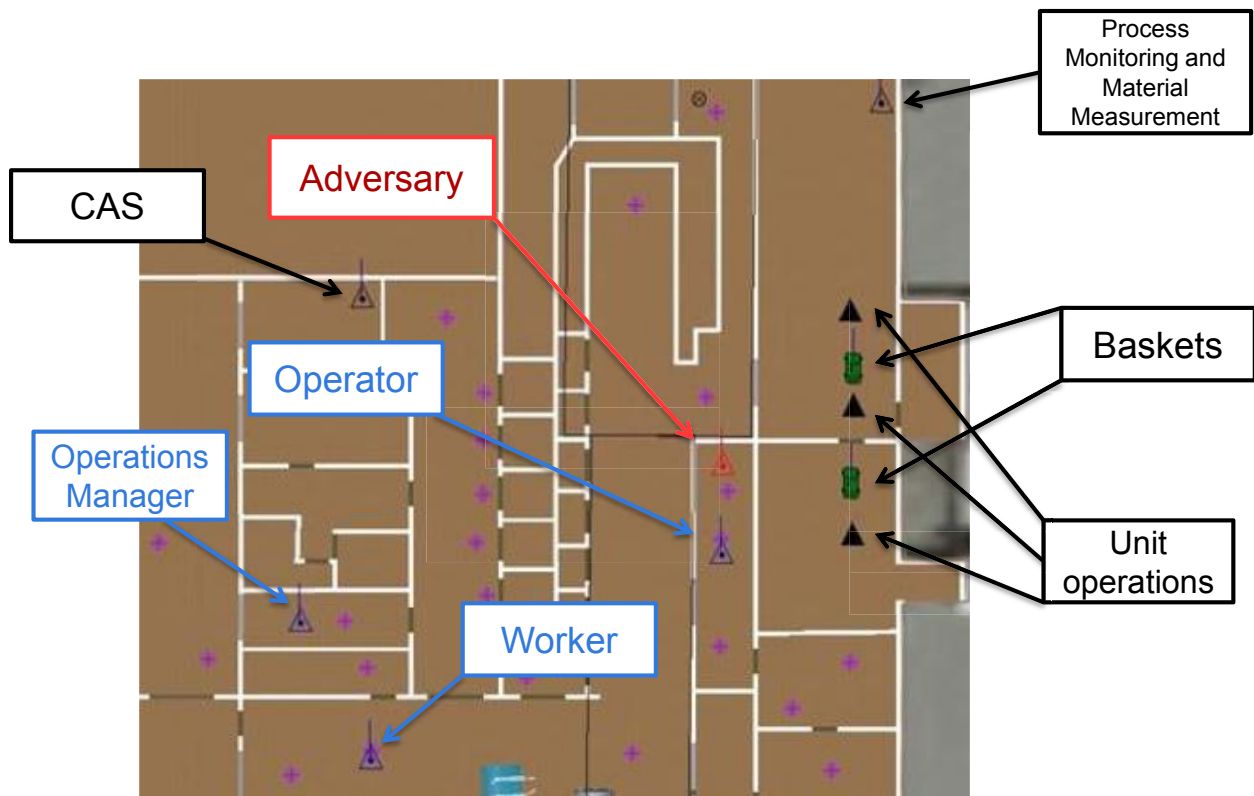 Process
Monitoring and
Material
Measurement
Adversary
CAS
Operator
Baskets
Operations
Manager
Unit
operations
Worker